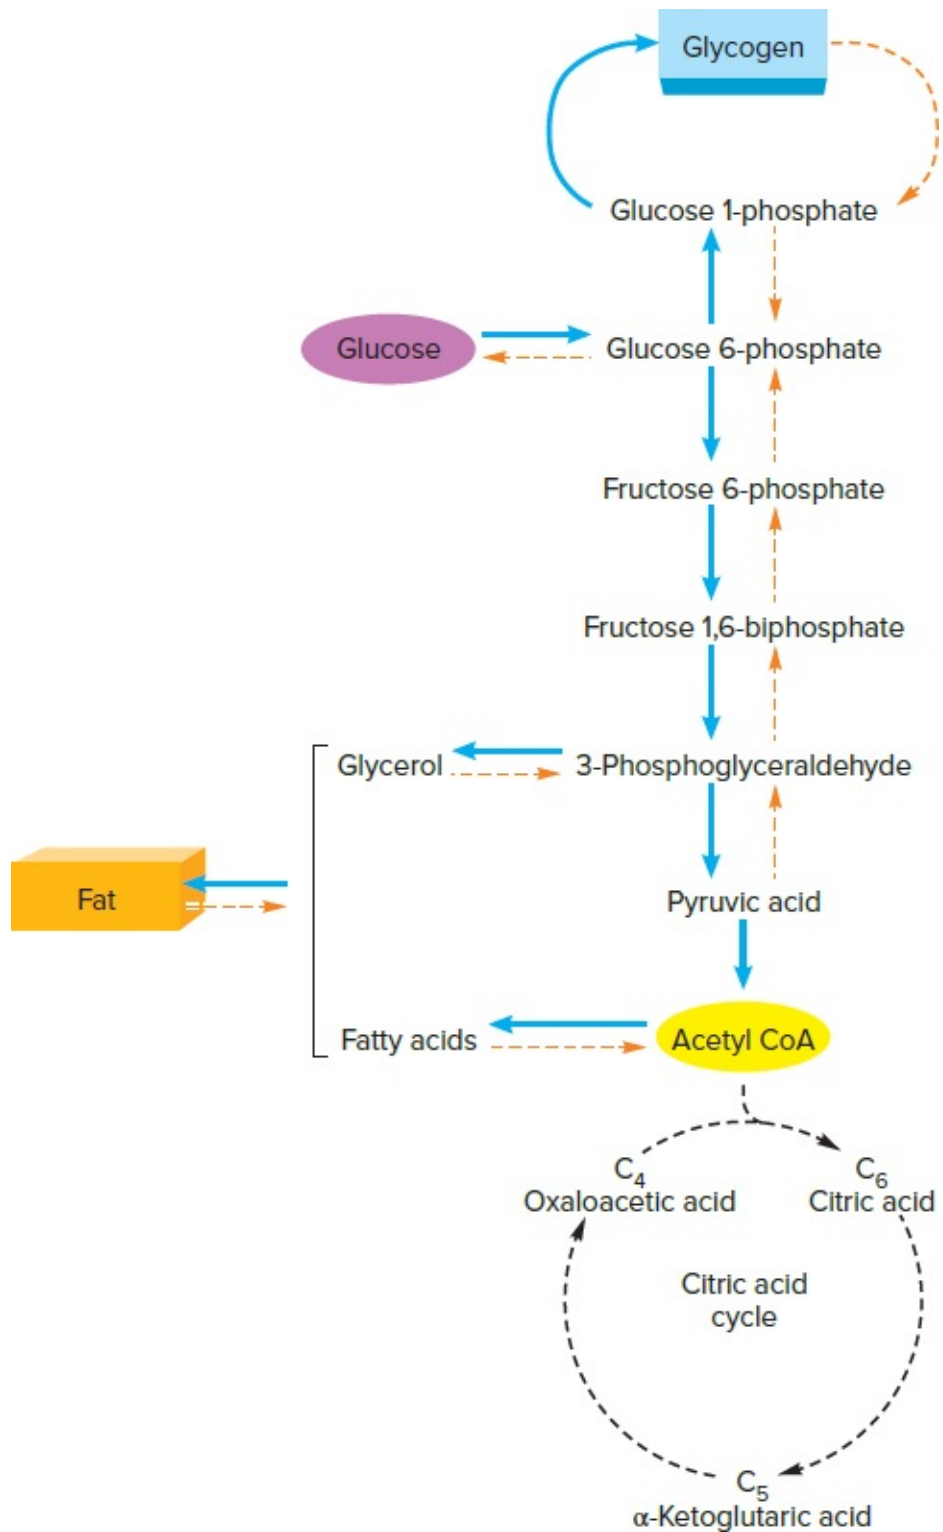 Glycogen
Glucose 1-phosphate
Glucose
Glucose 6-phosphate
Fructose 6-phosphate
Fructose 1,6-biphosphate
Glycerol
3-Phosphoglyceraldehyde
Fat
Pyruvic acid
Fatty acids
Acetyl CoA
C₄
Oxaloacetic acid
C₆
Citric acid
Citric acid
cycle
C₅
α-Ketoglutaric acid